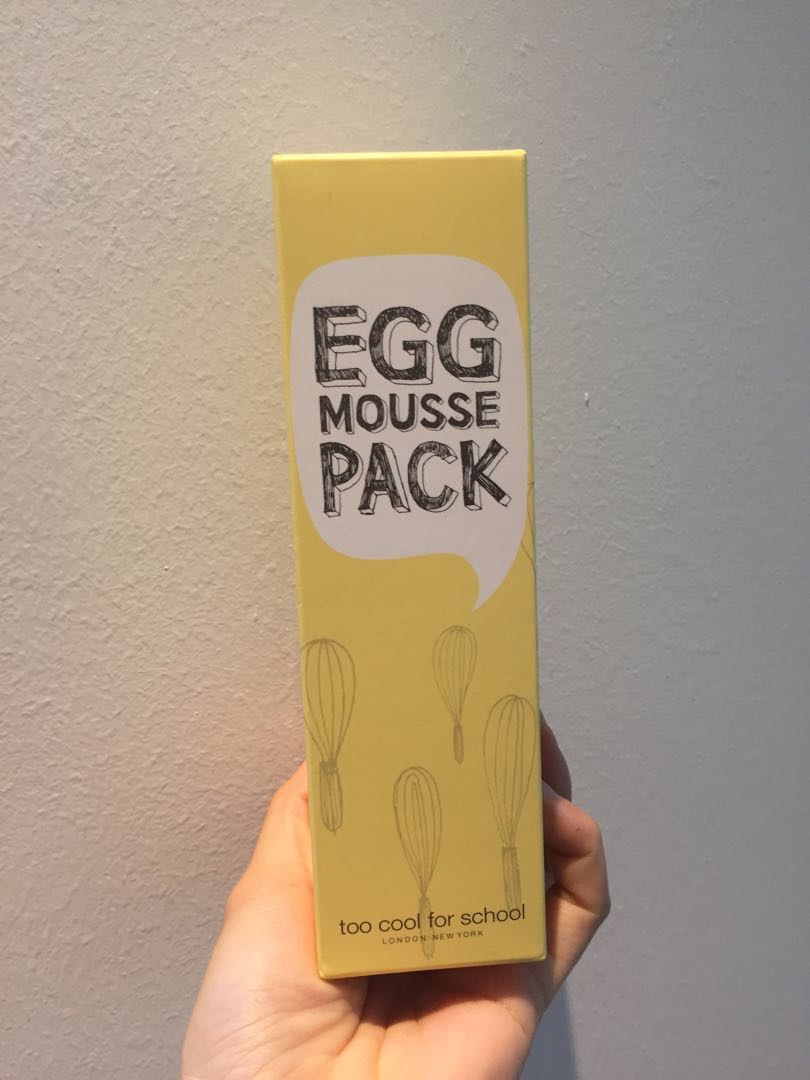 EGG
MOUSSE
PACK
too cool for school
LONDON·NEW YORK